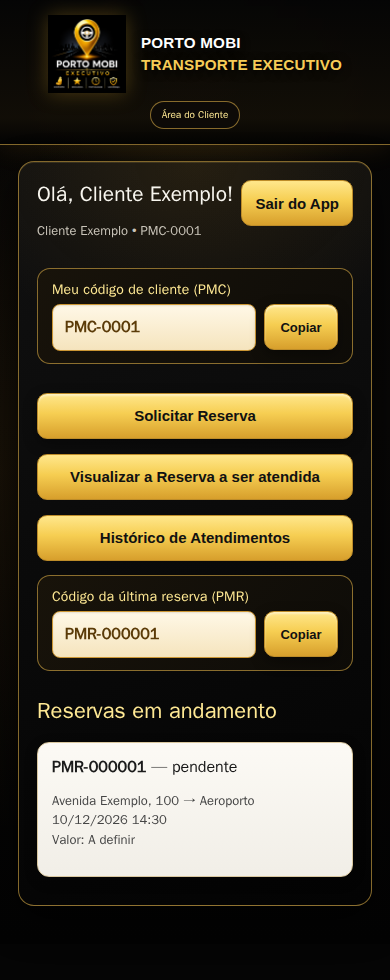 PORTO MOBI
EXECUTIVO
PORTO MOBI
TRANSPORTE EXECUTIVO
Área do Cliente
Olá, Cliente Exemplo!
Sair do App
Cliente Exemplo • PMC-0001
Meu código de cliente (PMC)
PMC-0001
Copiar
Solicitar Reserva
Visualizar a Reserva a ser atendida
Histórico de Atendimentos
Código da última reserva (PMR)
PMR-000001
Copiar
Reservas em andamento
PMR-000001 — pendente
Avenida Exemplo, 100 → Aeroporto
10/12/2026 14:30
Valor: A definir